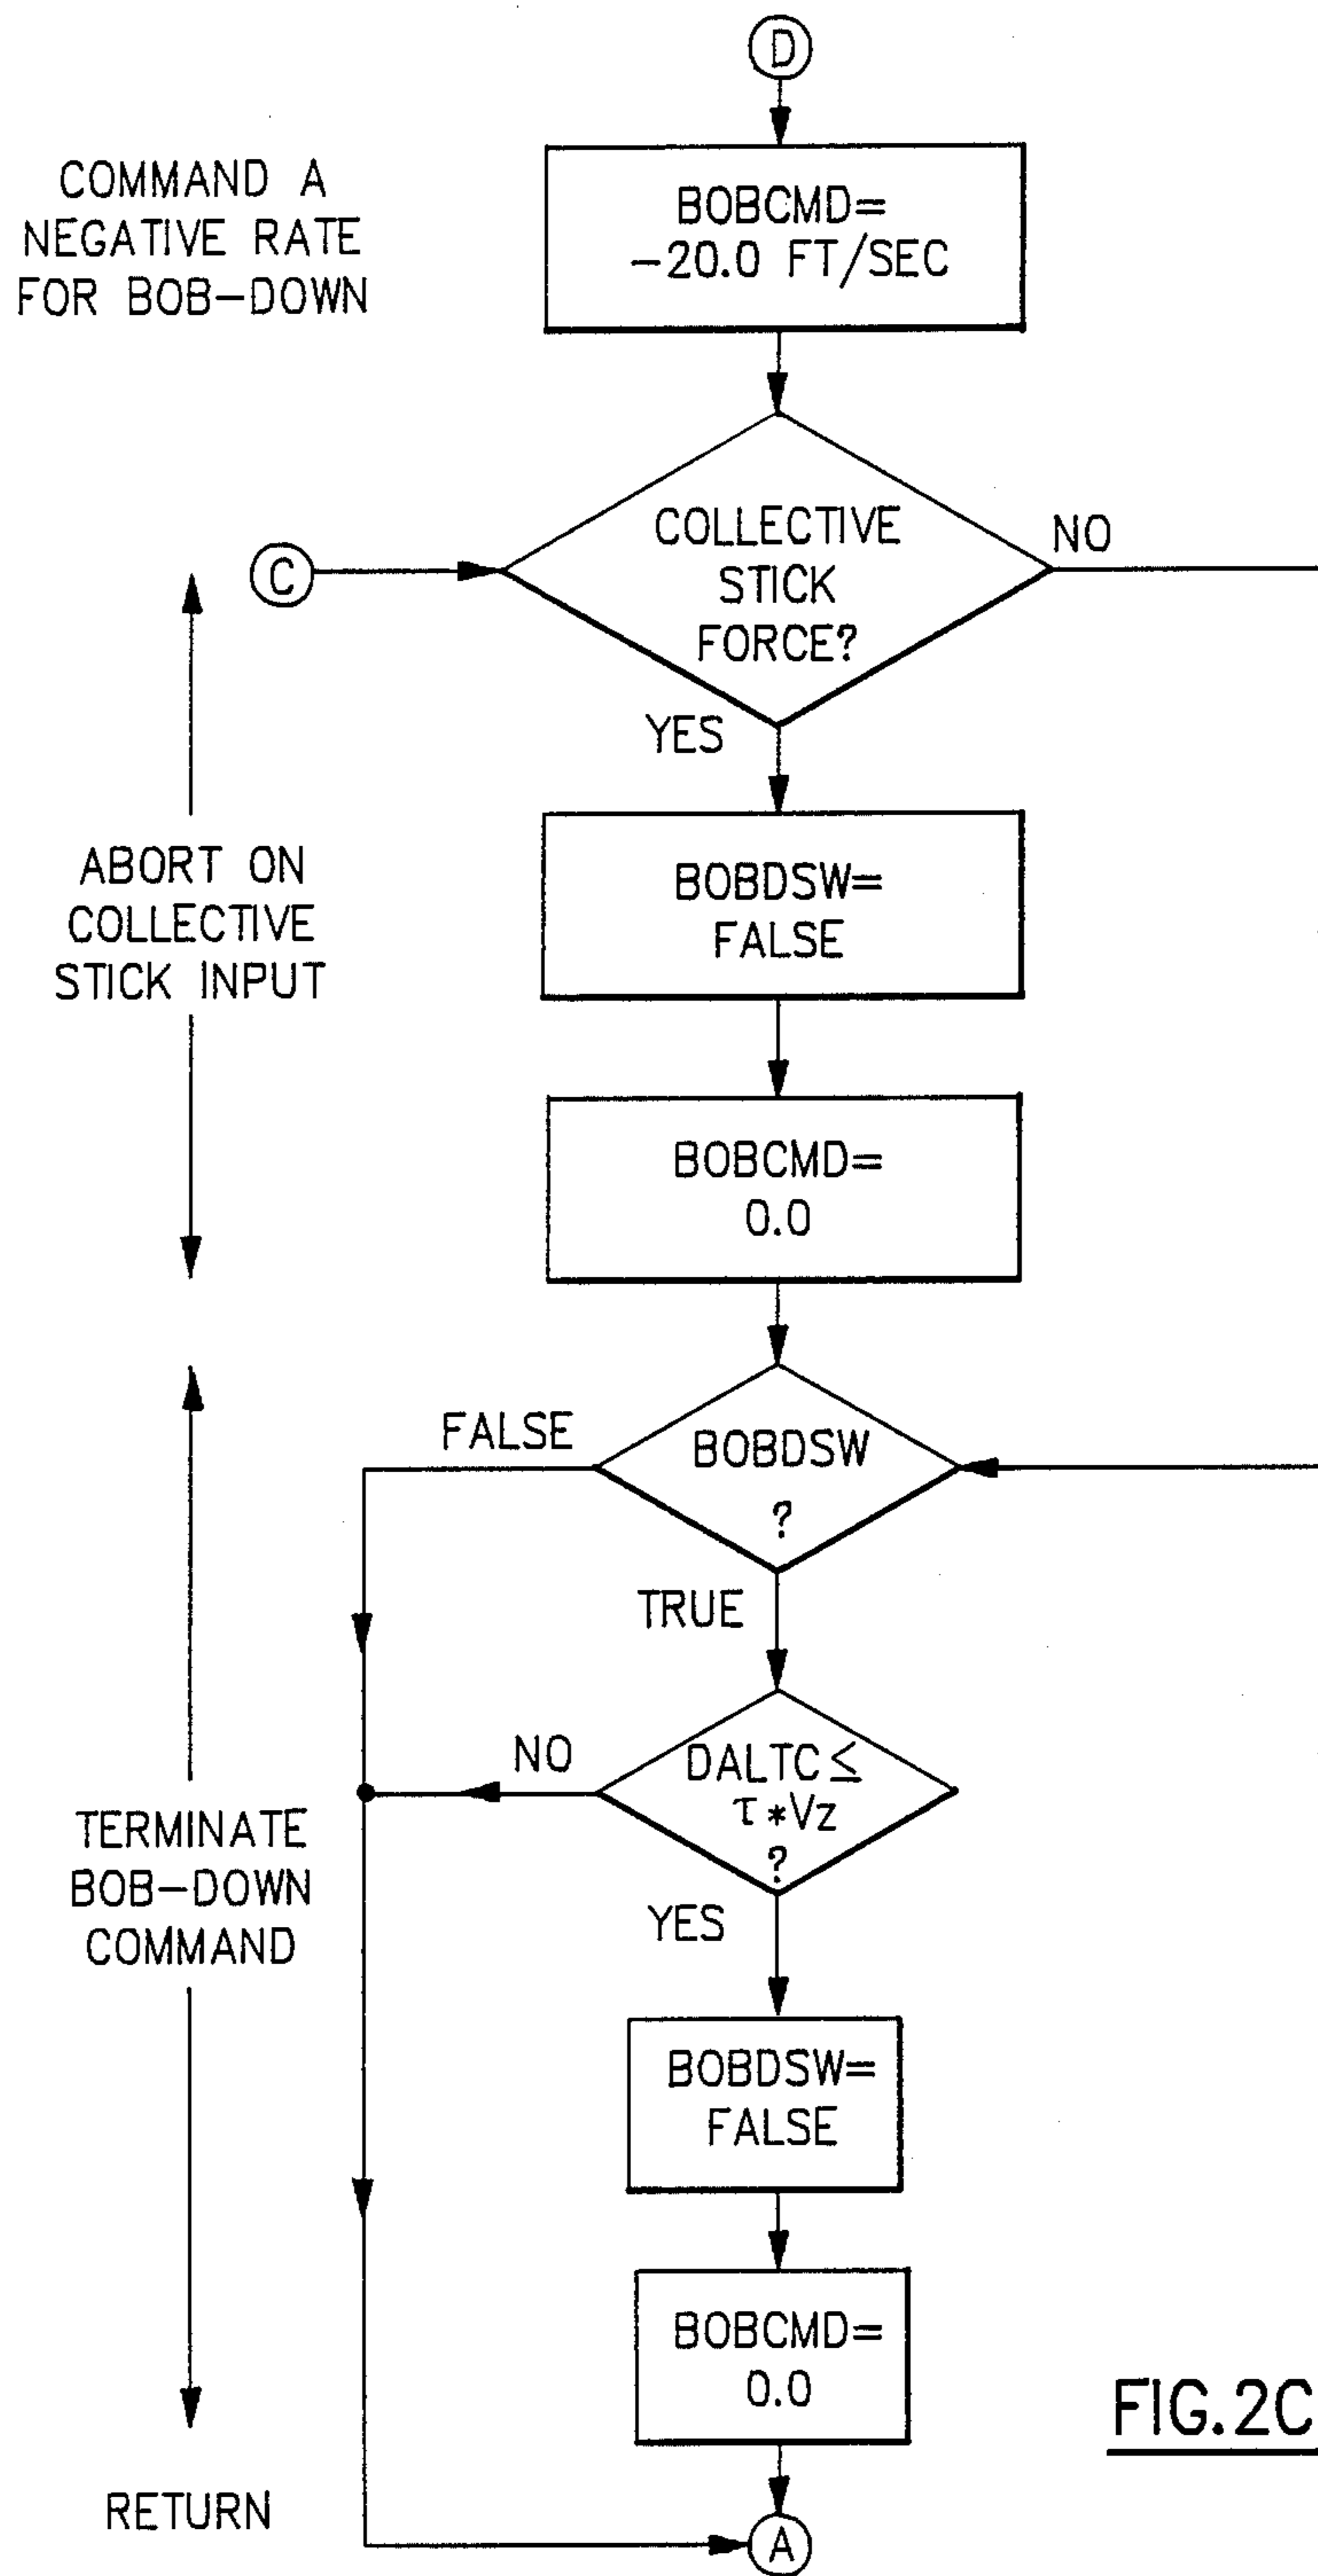 D
COMMAND A
NEGATIVE RATE
FOR BOB-DOWN
BOBCMD=
-20.0 FT/SEC
C
COLLECTIVE
STICK
FORCE?
NO
YES
ABORT ON
COLLECTIVE
STICK INPUT
BOBDSW=
FALSE
BOBCMD=
0.0
FALSE
BOBDSW
?
TRUE
NO
DALTC ≤
τ*Vz
?
YES
TERMINATE
BOB-DOWN
COMMAND
BOBDSW=
FALSE
BOBCMD=
0.0
FIG.2C
RETURN
A